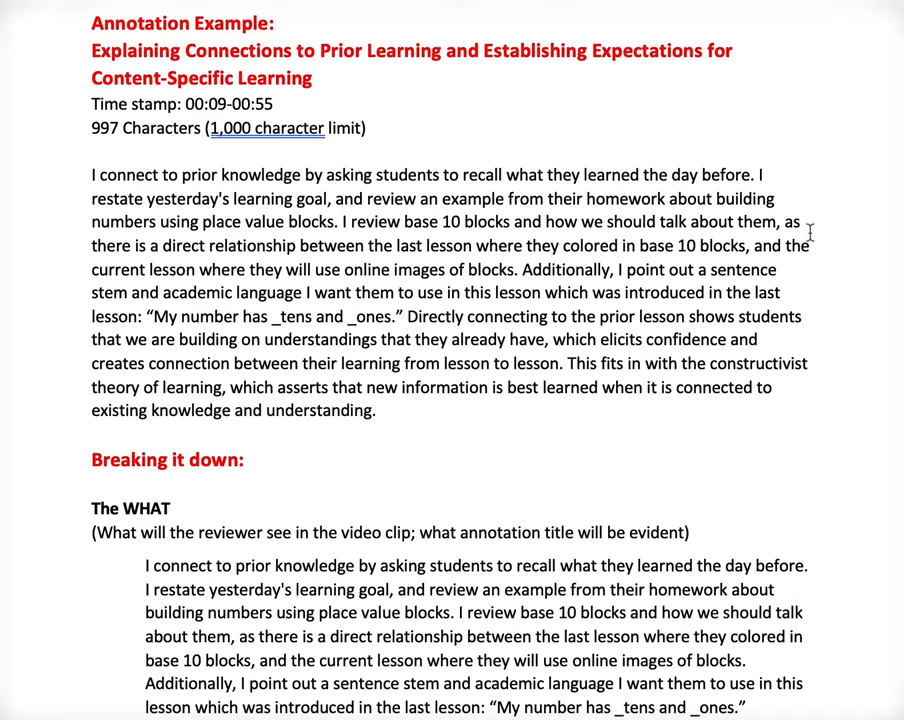 Annotation Example:
Explaining Connections to Prior Learning and Establishing Expectations for
Content-Specific Learning
Time stamp: 00:09-00:55
997 Characters (1,000 character limit)
I connect to prior knowledge by asking students to recall what they learned the day before. I
restate yesterday's learning goal, and review an example from their homework about building
numbers using place value blocks. I review base 10 blocks and how we should talk about them, as
there is a direct relationship between the last lesson where they colored in base 10 blocks, and the
current lesson where they will use online images of blocks. Additionally, I point out a sentence
stem and academic language I want them to use in this lesson which was introduced in the last
lesson: “My number has _tens and _ones.” Directly connecting to the prior lesson shows students
that we are building on understandings that they already have, which elicits confidence and
creates connection between their learning from lesson to lesson. This fits in with the constructivist
theory of learning, which asserts that new information is best learned when it is connected to
existing knowledge and understanding.
Breaking it down:
The WHAT
(What will the reviewer see in the video clip; what annotation title will be evident)
I connect to prior knowledge by asking students to recall what they learned the day before.
I restate yesterday's learning goal, and review an example from their homework about
building numbers using place value blocks. I review base 10 blocks and how we should talk
about them, as there is a direct relationship between the last lesson where they colored in
base 10 blocks, and the current lesson where they will use online images of blocks.
Additionally, I point out a sentence stem and academic language I want them to use in this
lesson which was introduced in the last lesson: “My number has _tens and _ones.”